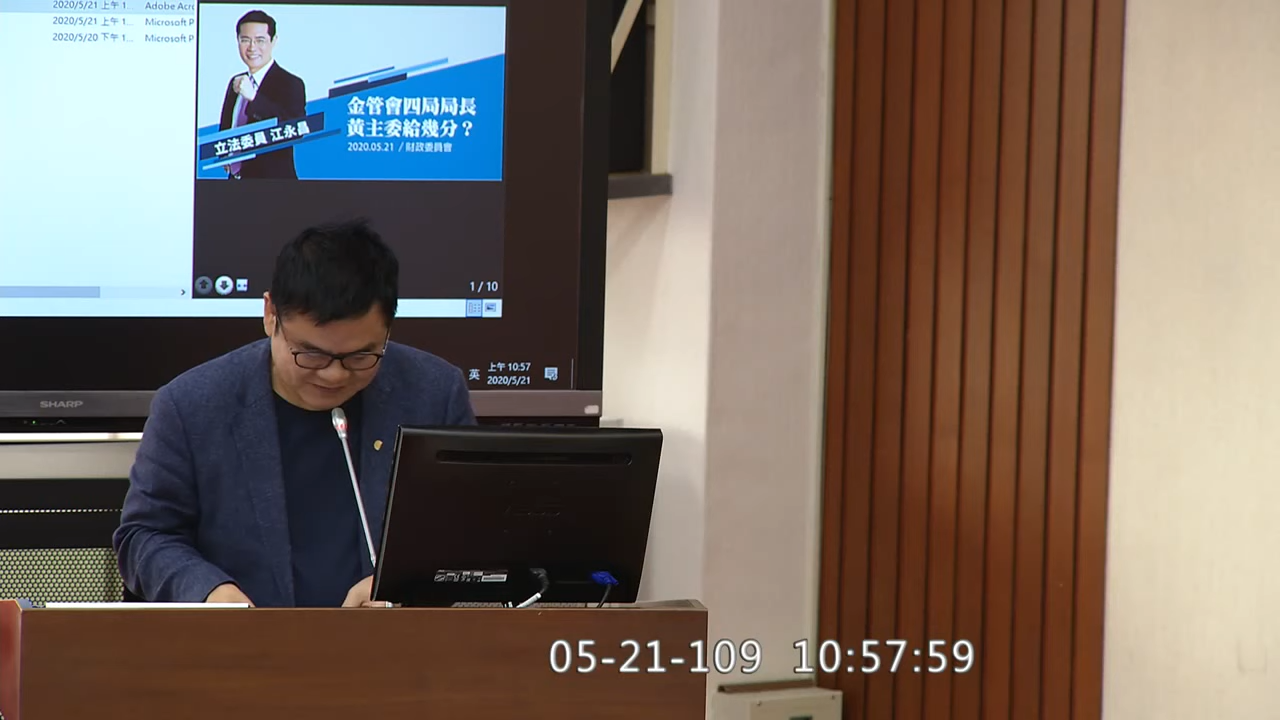 2020/5/21 上午 1... Adobe Acro
2020/5/21 上午 1... Microsoft P
2020/5/20 下午 1... Microsoft P
金管會四局局長
黃主委給幾分？
立法委員 江永昌
2020.05.21 / 財政委員會
1 / 10
英 上午 10:57
2020/5/21
SHARP
05-21-109 10:57:59